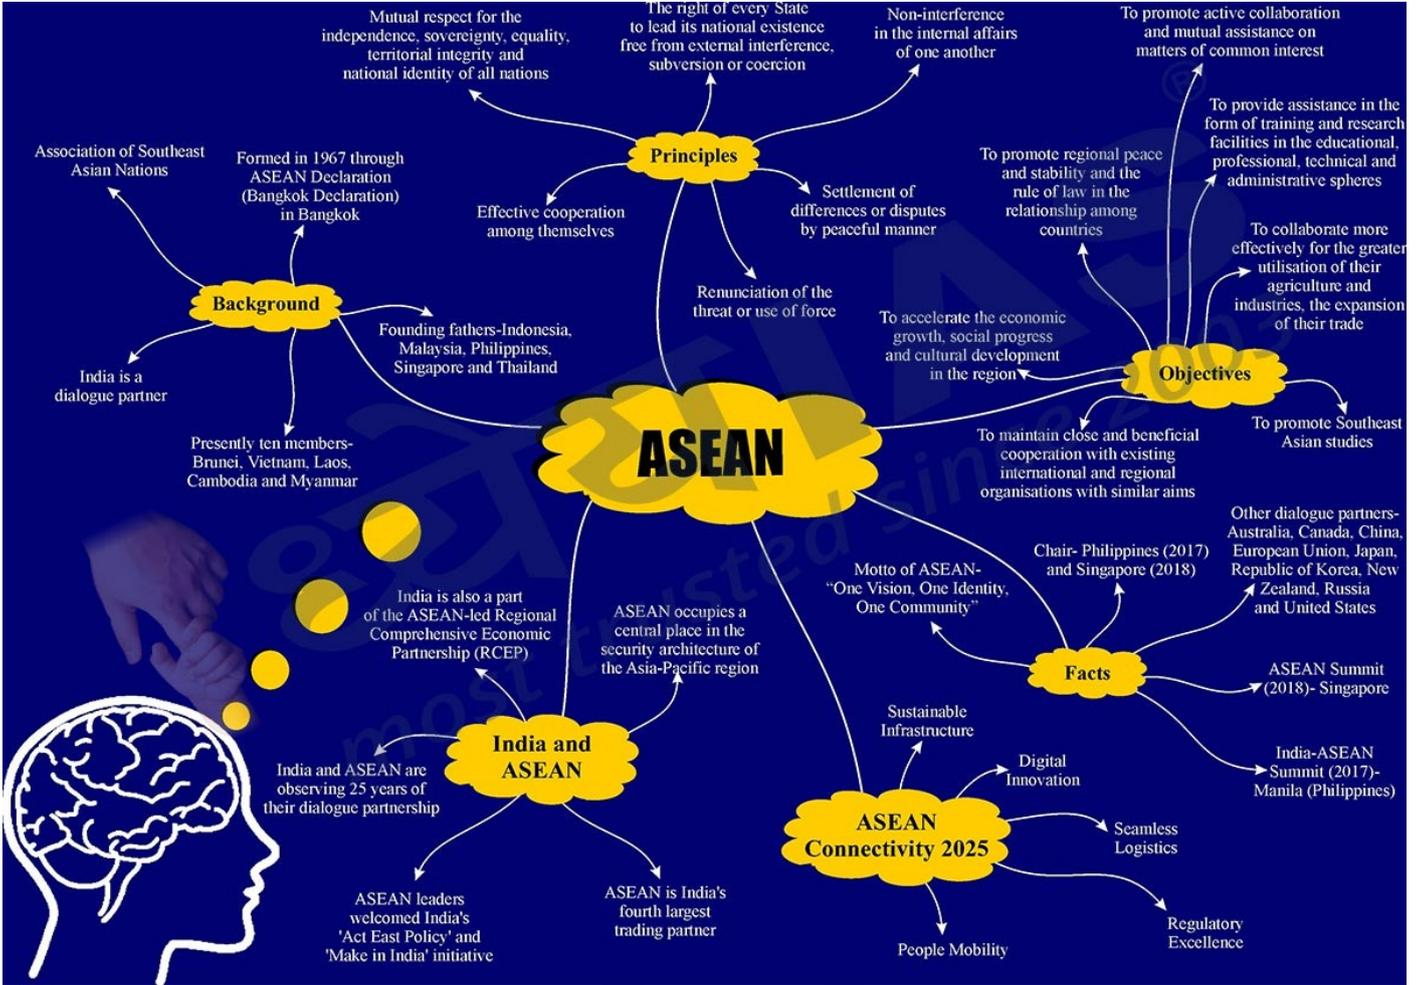 Mutual respect for the
independence, sovereignty, equality,
territorial integrity and
national identity of all nations
The right of every State
to lead its national existence
free from external interference,
subversion or coercion
Non-interference
in the internal affairs
of one another
Principles
Effective cooperation
among themselves
Settlement of
differences or disputes
by peaceful manner
Renunciation of the
threat or use of force
To promote active collaboration
and mutual assistance on
matters of common interest
To provide assistance in the
form of training and research
facilities in the educational,
professional, technical and
administrative spheres
To promote regional peace
and stability and the
rule of law in the
relationship among
countries
To collaborate more
effectively for the greater
utilisation of their
agriculture and
industries, the expansion
of their trade
To accelerate the economic
growth, social progress
and cultural development
in the region
Objectives
To promote Southeast
Asian studies
To maintain close and beneficial
cooperation with existing
international and regional
organisations with similar aims
Association of Southeast
Asian Nations
Formed in 1967 through
ASEAN Declaration
(Bangkok Declaration)
in Bangkok
Background
Founding fathers-Indonesia,
Malaysia, Philippines,
Singapore and Thailand
India is a
dialogue partner
Presently ten members-
Brunei, Vietnam, Laos,
Cambodia and Myanmar
ASEAN
India is also a part
of the ASEAN-led Regional
Comprehensive Economic
Partnership (RCEP)
ASEAN occupies a
central place in the
security architecture of
the Asia-Pacific region
India and
ASEAN
India and ASEAN are
observing 25 years of
their dialogue partnership
ASEAN leaders
welcomed India's
'Act East Policy' and
'Make in India' initiative
ASEAN is India's
fourth largest
trading partner
Motto of ASEAN-
“One Vision, One Identity,
One Community”
Chair- Philippines (2017)
and Singapore (2018)
Other dialogue partners-
Australia, Canada, China,
European Union, Japan,
Republic of Korea, New
Zealand, Russia
and United States
Facts
ASEAN Summit
(2018)- Singapore
India-ASEAN
Summit (2017)-
Manila (Philippines)
Sustainable
Infrastructure
Digital
Innovation
ASEAN
Connectivity 2025
Seamless
Logistics
Regulatory
Excellence
People Mobility
ध्येय IAS ®
most trusted since 2003